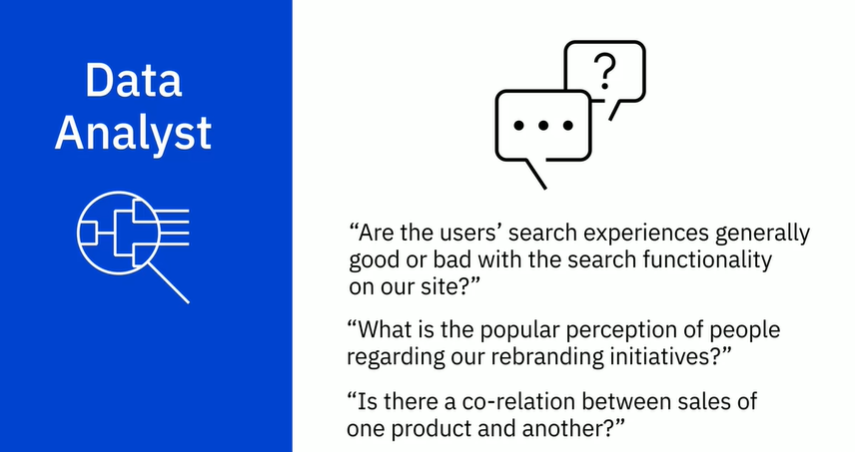 Data
Analyst
?
“Are the users’ search experiences generally
good or bad with the search functionality
on our site?”
“What is the popular perception of people
regarding our rebranding initiatives?”
“Is there a co-relation between sales of
one product and another?”